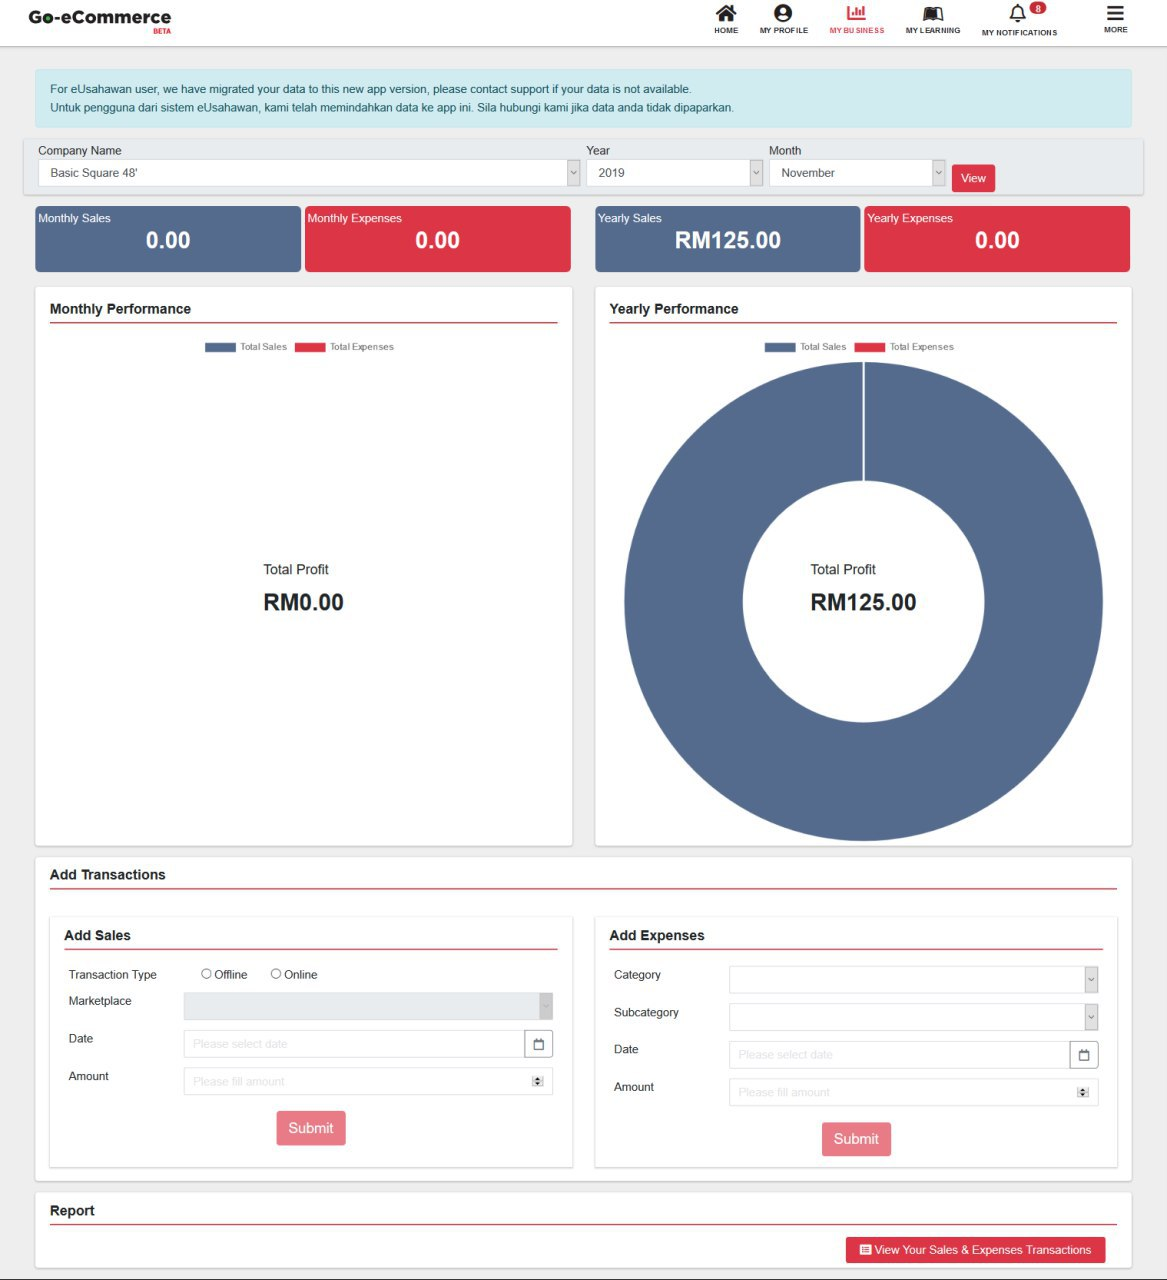 Go-eCommerce
BETA
HOME
MY PROFILE
MY BUSINESS
MY LEARNING
8
MY NOTIFICATIONS
MORE
For eUsahawan user, we have migrated your data to this new app version, please contact support if your data is not available.
Untuk pengguna dari sistem eUsahawan, kami telah memindahkan data ke app ini. Sila hubungi kami jika data anda tidak dipaparkan.
Company Name Year Month
Basic Square 48' 2019 November View
Monthly Sales Monthly Expenses Yearly Sales Yearly Expenses
0.00 0.00 RM125.00 0.00
Monthly Performance
Total Sales Total Expenses
Total Profit
RM0.00
Yearly Performance
Total Sales Total Expenses
Total Profit
RM125.00
Add Transactions
Add Sales
Transaction Type Offline Online
Marketplace
Date Please select date
Amount Please fill amount
Submit
Add Expenses
Category
Subcategory
Date Please select date
Amount Please fill amount
Submit
Report
View Your Sales & Expenses Transactions